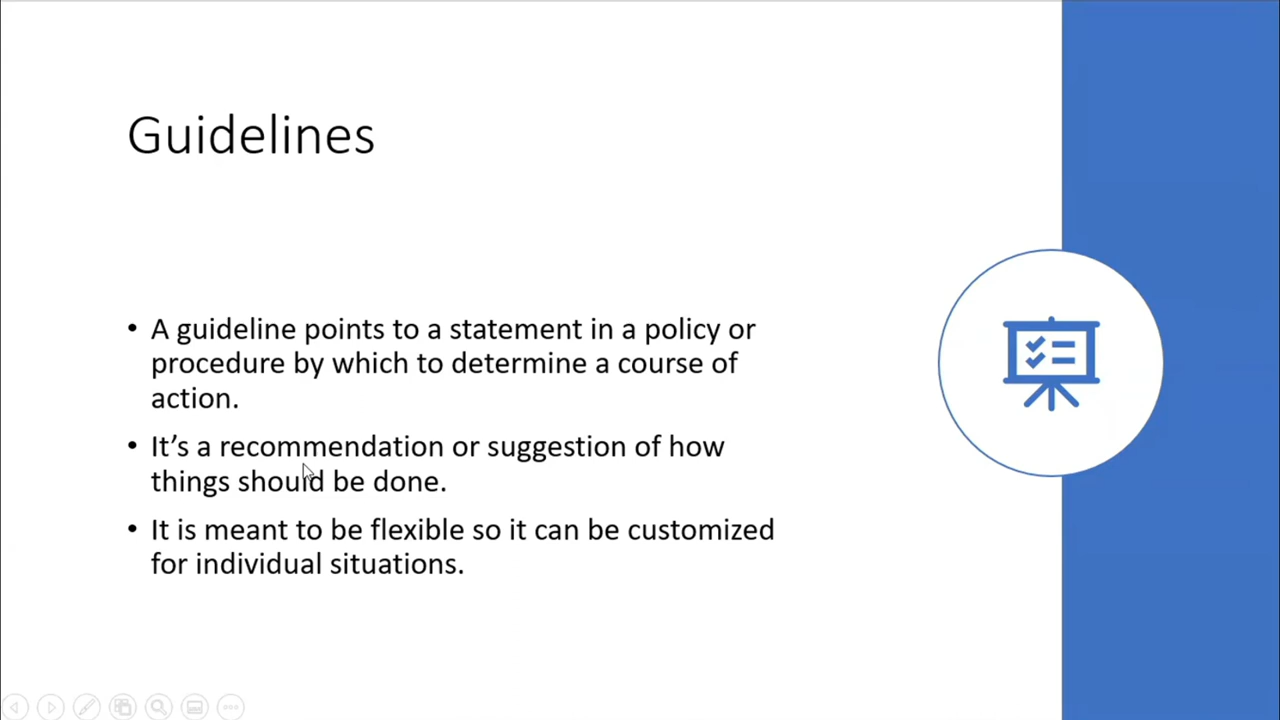 Guidelines
• A guideline points to a statement in a policy or
procedure by which to determine a course of
action.
• It’s a recommendation or suggestion of how
things should be done.
• It is meant to be flexible so it can be customized
for individual situations.